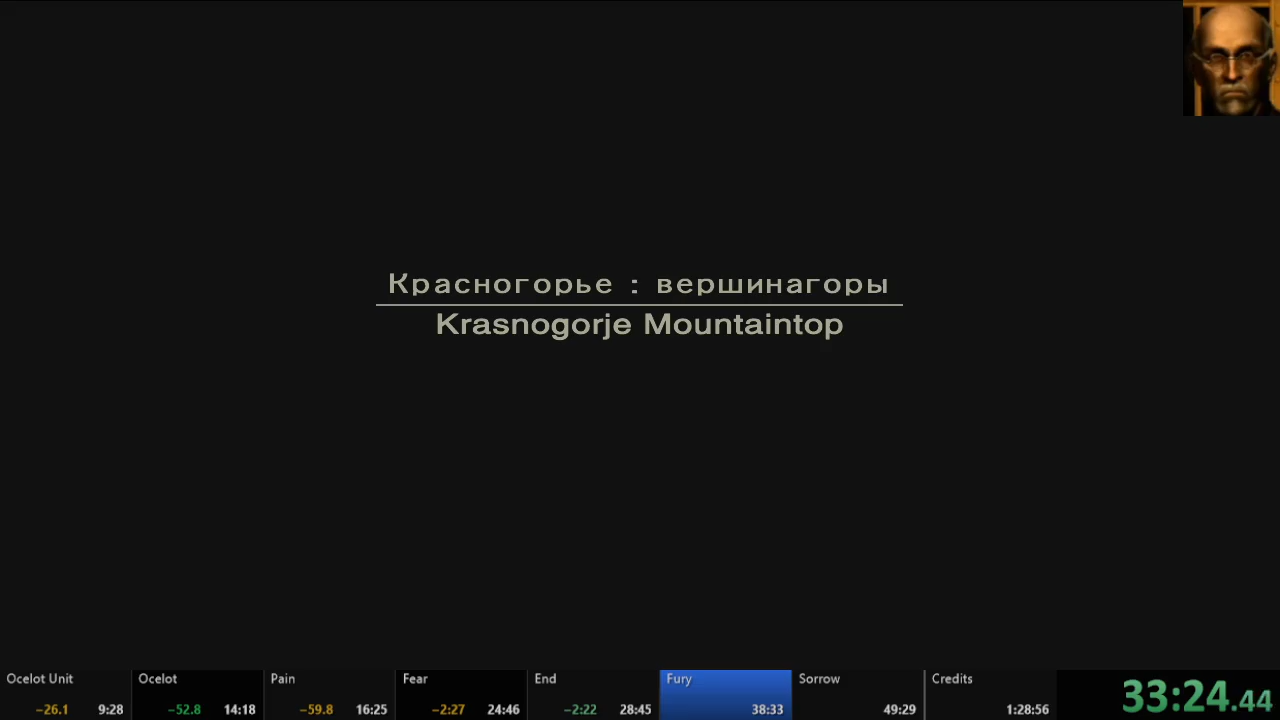 Красногорье : вершинагоры
Krasnogorje Mountaintop
Ocelot Unit
-26.1 9:28
Ocelot
-52.8 14:18
Pain
-59.8 16:25
Fear
-2:27 24:46
End
-2:22 28:45
Fury
38:33
Sorrow
49:29
Credits
1:28:56
33:24.44